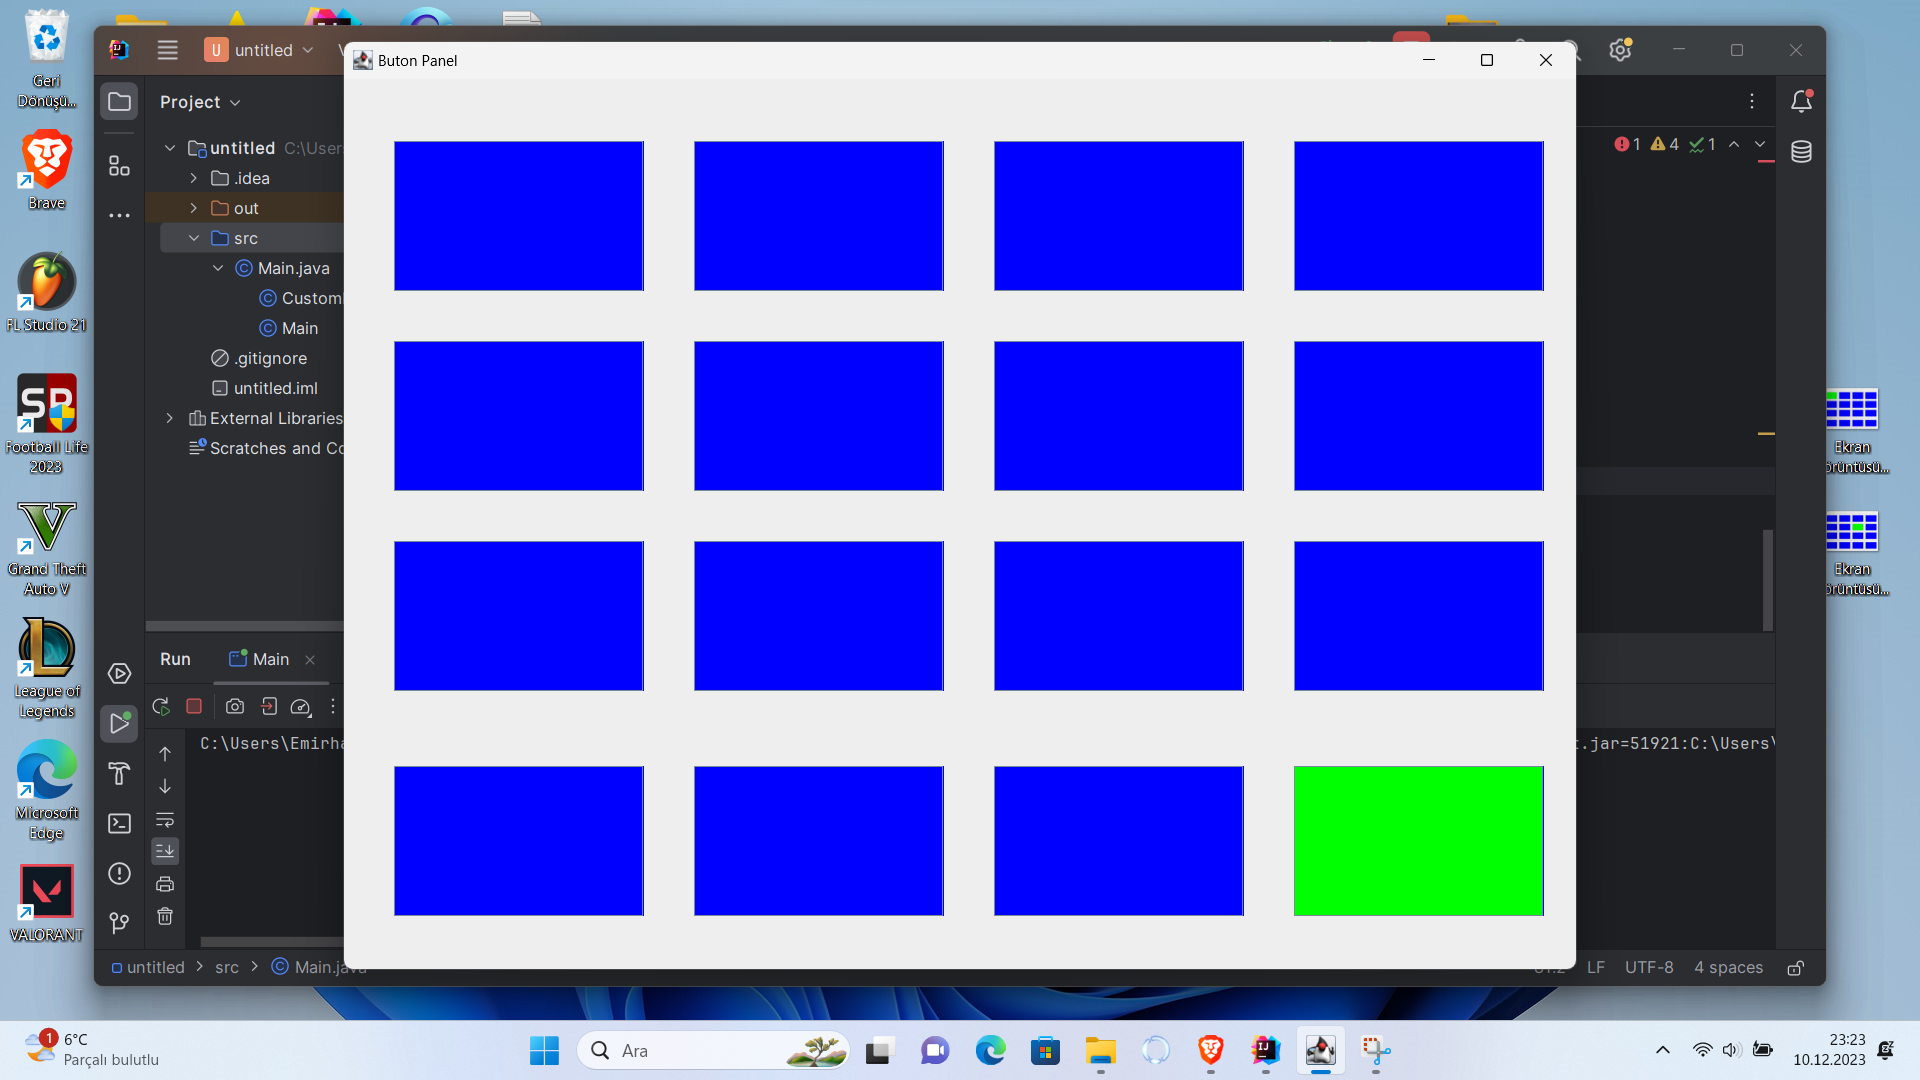 Geri
Dönüşü...
Brave
FL Studio 21
Football Life
2023
Grand Theft
Auto V
League of
Legends
Microsoft
Edge
VALORANT
U untitled
Buton Panel
Project
untitled C:\User
.idea
out
src
Main.java
Custom
Main
.gitignore
untitled.iml
External Libraries
Scratches and Co
1 4 1
Run Main
C:\Users\Emirha
t.jar=51921:C:\Users\
untitled > src > Main.java
LF UTF-8 4 spaces
Ekran
örüntüsü...
Ekran
örüntüsü...
1
6°C
Parçalı bulutlu
Ara
23:23
10.12.2023